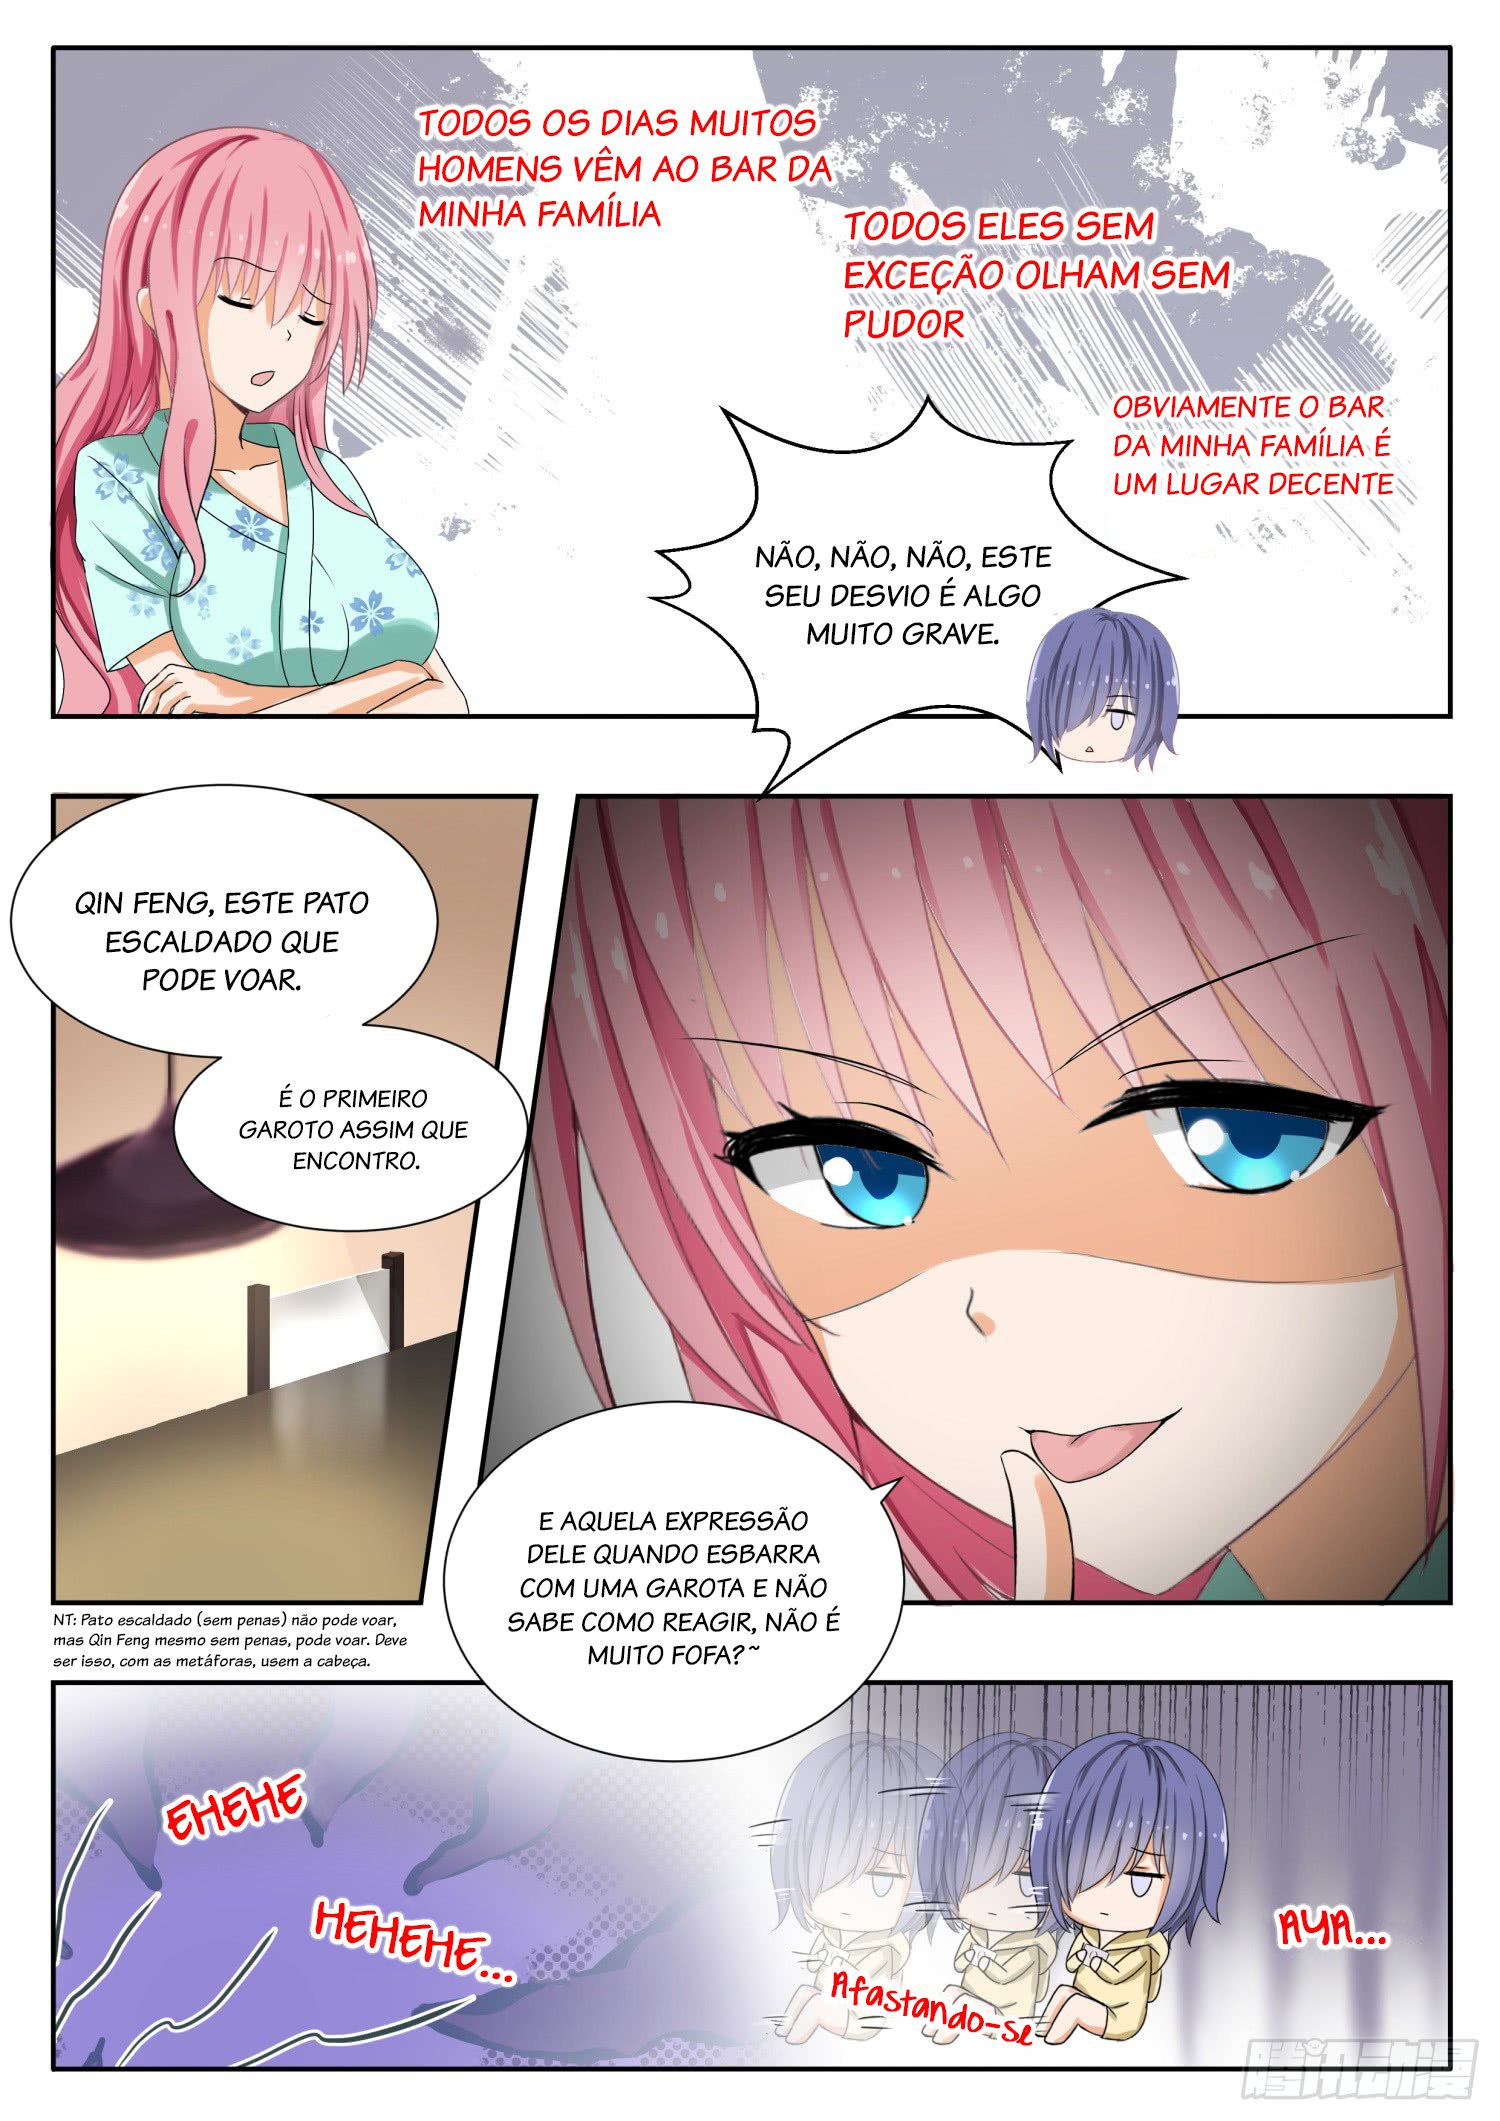 TODOS OS DIAS MUITOS
HOMENS VÊM AO BAR DA
MINHA FAMÍLIA
TODOS ELES SEM
EXCEÇÃO OLHAM SEM
PUDOR
OBVIAMENTE O BAR
DA MINHA FAMÍLIA É
UM LUGAR DECENTE
NÃO, NÃO, NÃO, ESTE
SEU DESVIO É ALGO
MUITO GRAVE.
QIN FENG, ESTE PATO
ESCALDADO QUE
PODE VOAR.
É O PRIMEIRO
GAROTO ASSIM QUE
ENCONTRO.
E AQUELA EXPRESSÃO
DELE QUANDO ESBARRA
COM UMA GAROTA E NÃO
SABE COMO REAGIR, NÃO É
MUITO FOFA?~
NT: Pato escaldado (sem penas) não pode voar,
mas Qin Feng mesmo sem penas, pode voar. Deve
ser isso, com as metáforas, usem a cabeça.
EHEHE
HEHEHE...
Afastando-se
AYA...
腾讯动漫